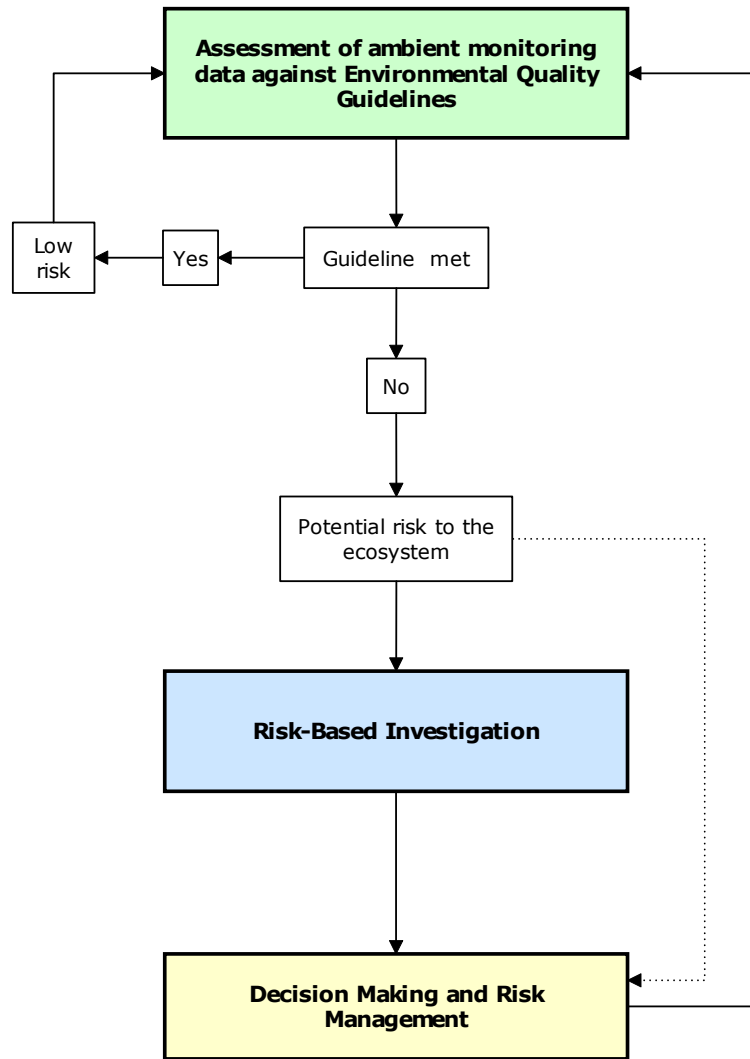 Assessment of ambient monitoring
data against Environmental Quality
Guidelines
Low
risk
Yes
Guideline met
No
Potential risk to the
ecosystem
Risk-Based Investigation
Decision Making and Risk
Management